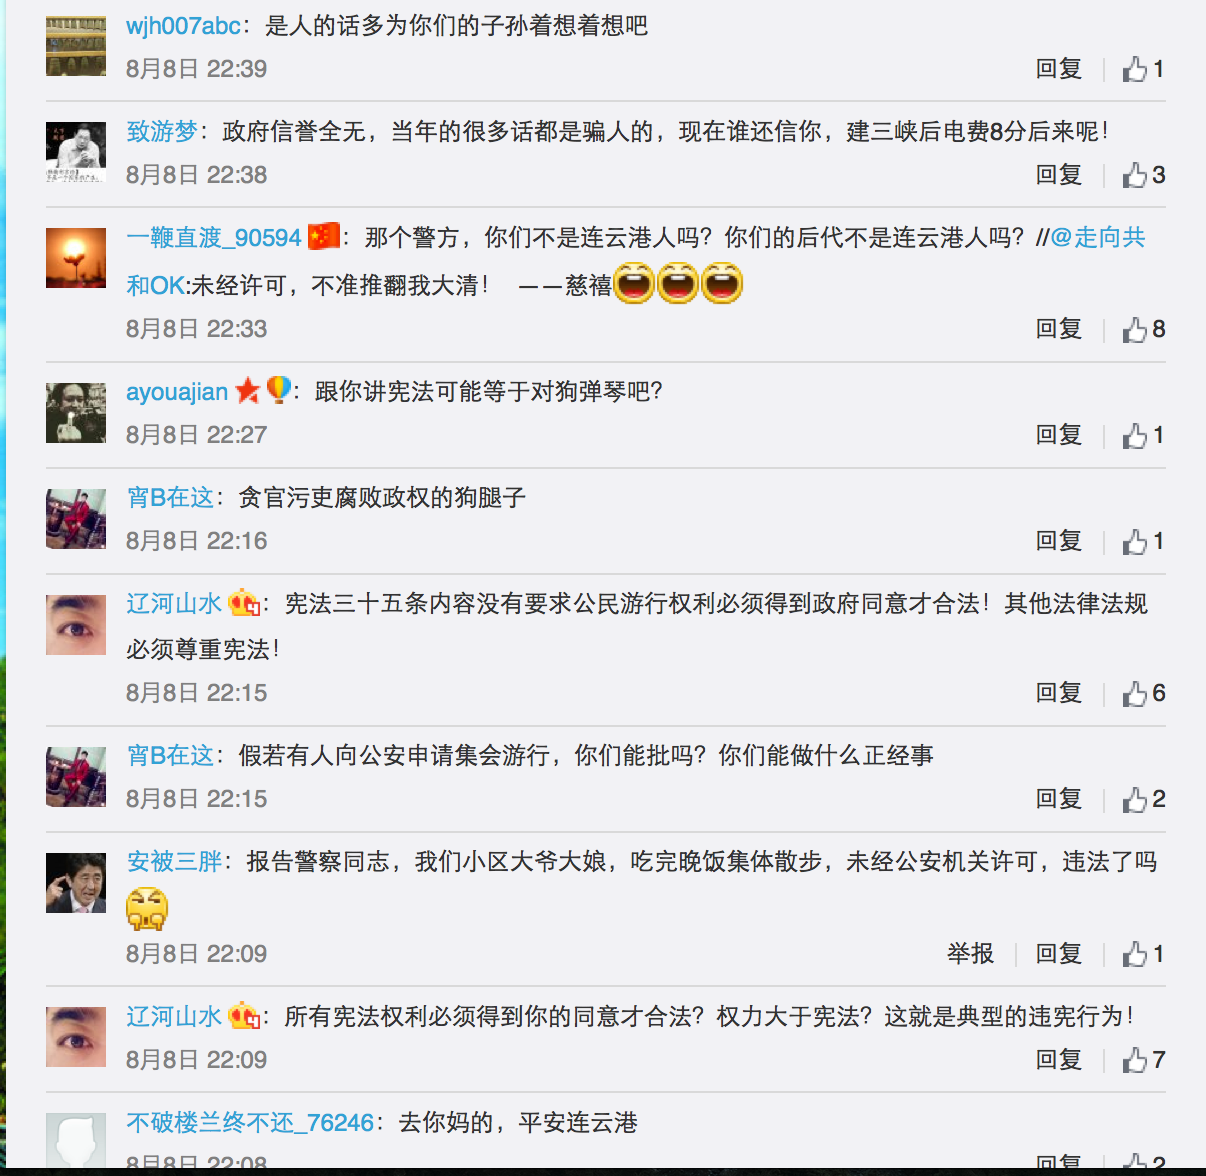 wjh007abc：是人的话多为你们的子孙着想着想吧
8月8日 22:39
回复 1
致游梦：政府信誉全无，当年的很多话都是骗人的，现在谁还信你，建三峡后电费8分后来呢！
8月8日 22:38
回复 3
一鞭直渡_90594：那个警方，你们不是连云港人吗？你们的后代不是连云港人吗？//@走向共
和OK:未经许可，不准推翻我大清！ ——慈禧
8月8日 22:33
回复 8
ayouajian：跟你讲宪法可能等于对狗弹琴吧？
8月8日 22:27
回复 1
宵B在这：贪官污吏腐败政权的狗腿子
8月8日 22:16
回复 1
辽河山水：宪法三十五条内容没有要求公民游行权利必须得到政府同意才合法！其他法律法规
必须尊重宪法！
8月8日 22:15
回复 6
宵B在这：假若有人向公安申请集会游行，你们能批吗？你们能做什么正经事
8月8日 22:15
回复 2
安被三胖：报告警察同志，我们小区大爷大娘，吃完晚饭集体散步，未经公安机关许可，违法了吗
8月8日 22:09
举报 回复 1
辽河山水：所有宪法权利必须得到你的同意才合法？权力大于宪法？这就是典型的违宪行为！
8月8日 22:09
回复 7
不破楼兰终不还_76246：去你妈的，平安连云港
8月8日 22:08
回复 2